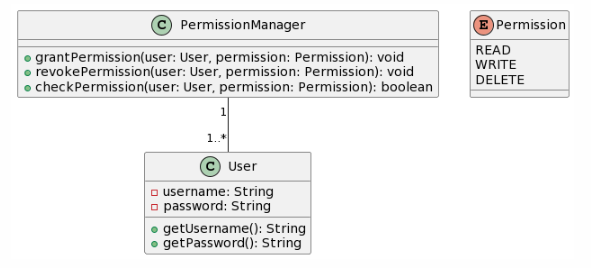 C PermissionManager
grantPermission(user: User, permission: Permission): void
revokePermission(user: User, permission: Permission): void
checkPermission(user: User, permission: Permission): boolean
E Permission
READ
WRITE
DELETE
1
1..*
C User
username: String
password: String
getUsername(): String
getPassword(): String